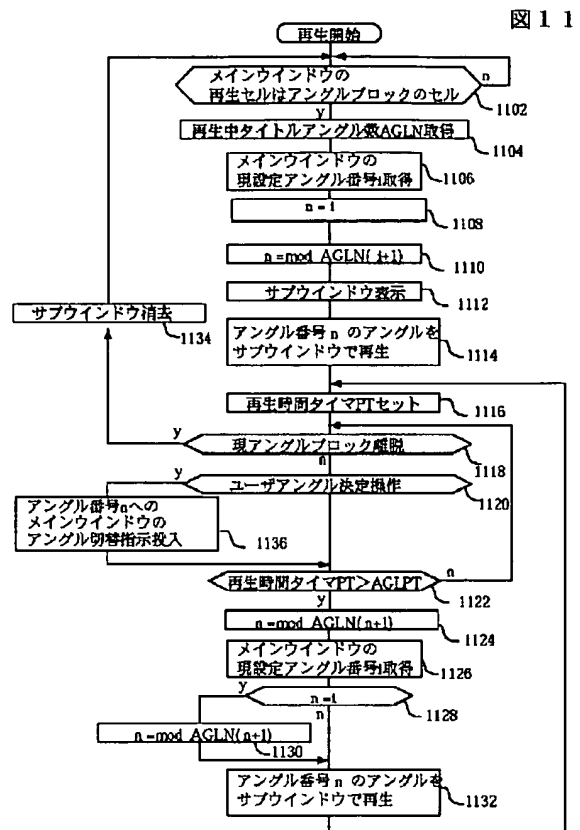 図11
再生開始
メインウインドウの
再生セルはアングルブロックのセル
n
1102
y
再生中タイトルアングル数AGLN取得
1104
メインウインドウの
現設定アングル番号i取得
1106
n = i
1108
n =mod AGLN( i+1)
1110
サブウインドウ表示
1112
サブウインドウ消去
1134
アングル番号 n のアングルを
サブウインドウで再生
1114
再生時間タイマPTセット
1116
y
現アングルブロック離脱
1118
n
y
ユーザアングル決定操作
1120
アングル番号nへの
メインウインドウの
アングル切替指示投入
1136
再生時間タイマPT>AGLPT
n
1122
y
n=mod AGLN(n+1)
1124
メインウインドウの
現設定アングル番号i取得
1126
y
n=i
1128
n
n =mod AGLN(n+1)
1130
アングル番号 n のアングルを
サブウインドウで再生
1132